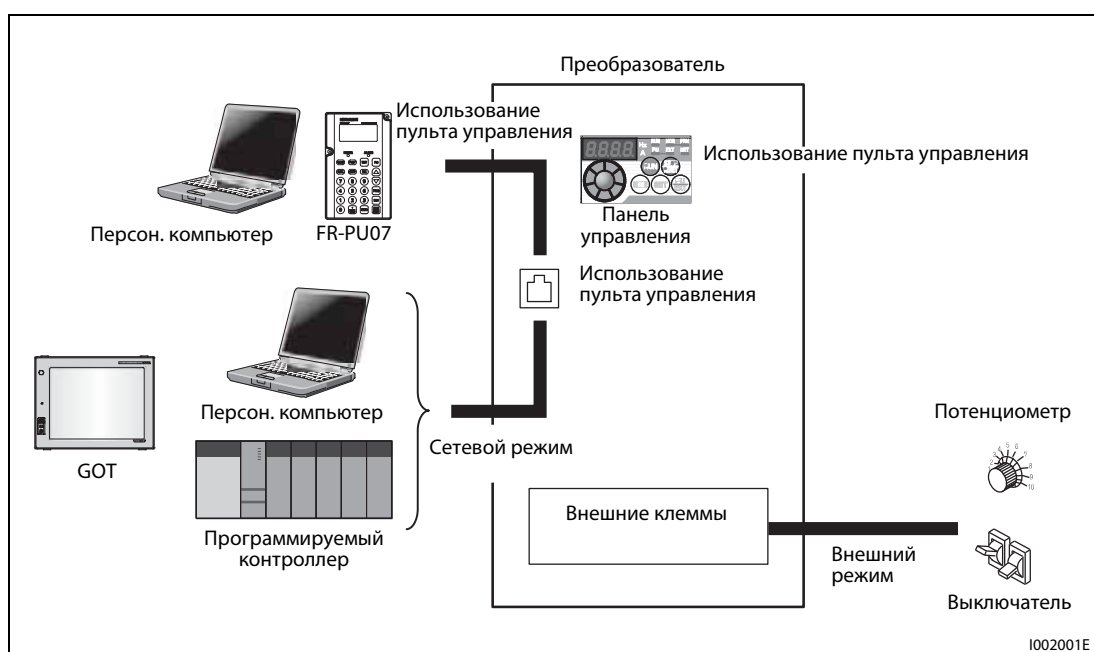 Преобразователь
Использование
пульта управления
Использование пульта управления
Персон. компьютер
FR-PU07
Панель
управления
Использование
пульта управления
Персон. компьютер
Сетевой режим
GOT
Программируемый
контроллер
Внешние клеммы
Внешний
режим
Потенциометр
Выключатель
I002001E